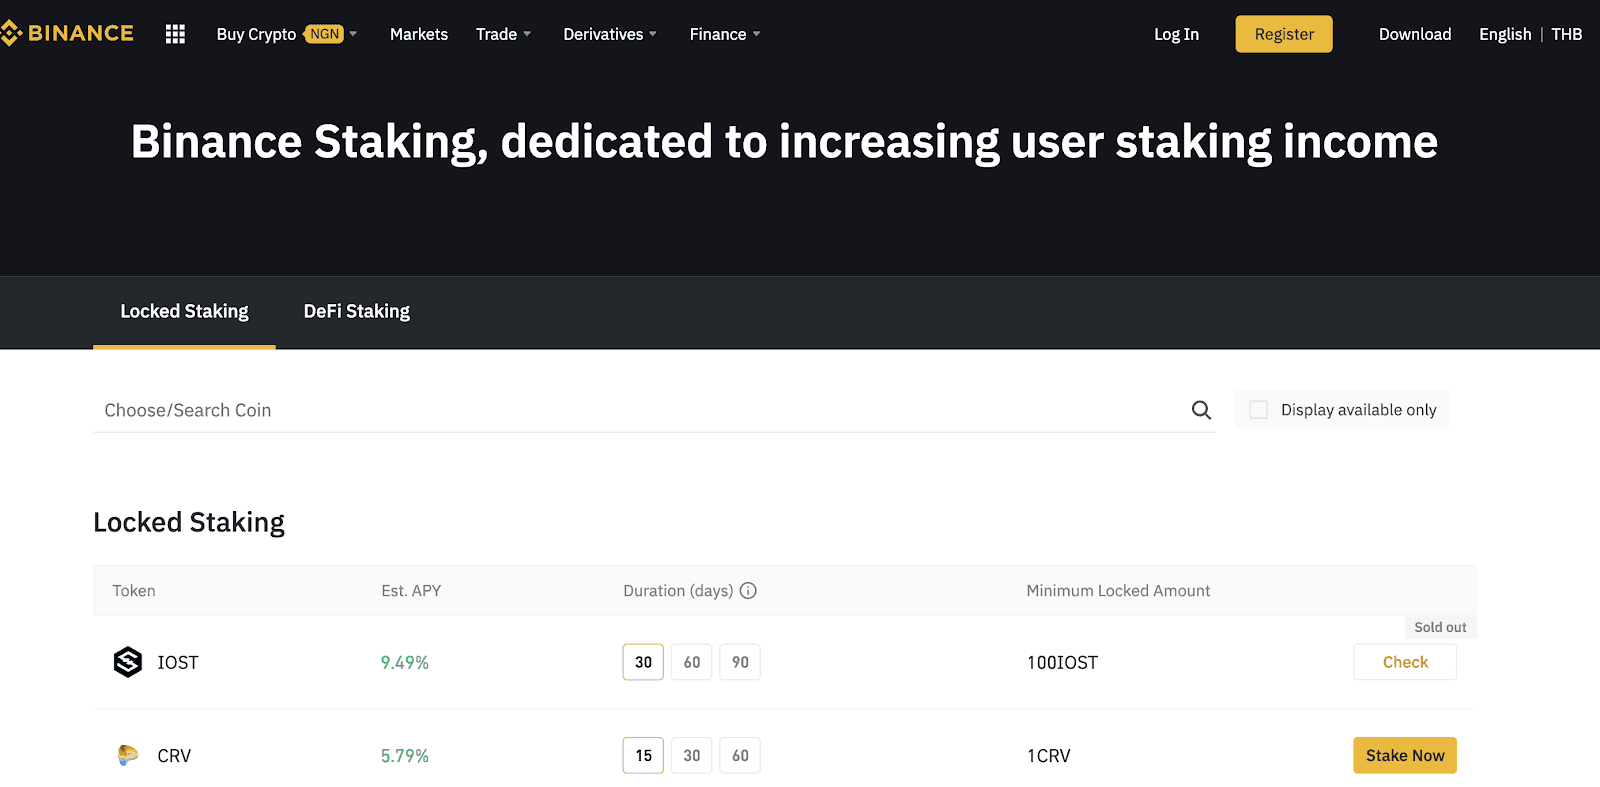 BINANCE Buy Crypto NGN Markets Trade Derivatives Finance Log In Register Download English | THB
Binance Staking, dedicated to increasing user staking income
Locked Staking DeFi Staking
Choose/Search Coin Display available only
Locked Staking
Token Est. APY Duration (days) Minimum Locked Amount
Sold out
IOST 9.49% 30 60 90 100IOST Check
CRV 5.79% 15 30 60 1CRV Stake Now